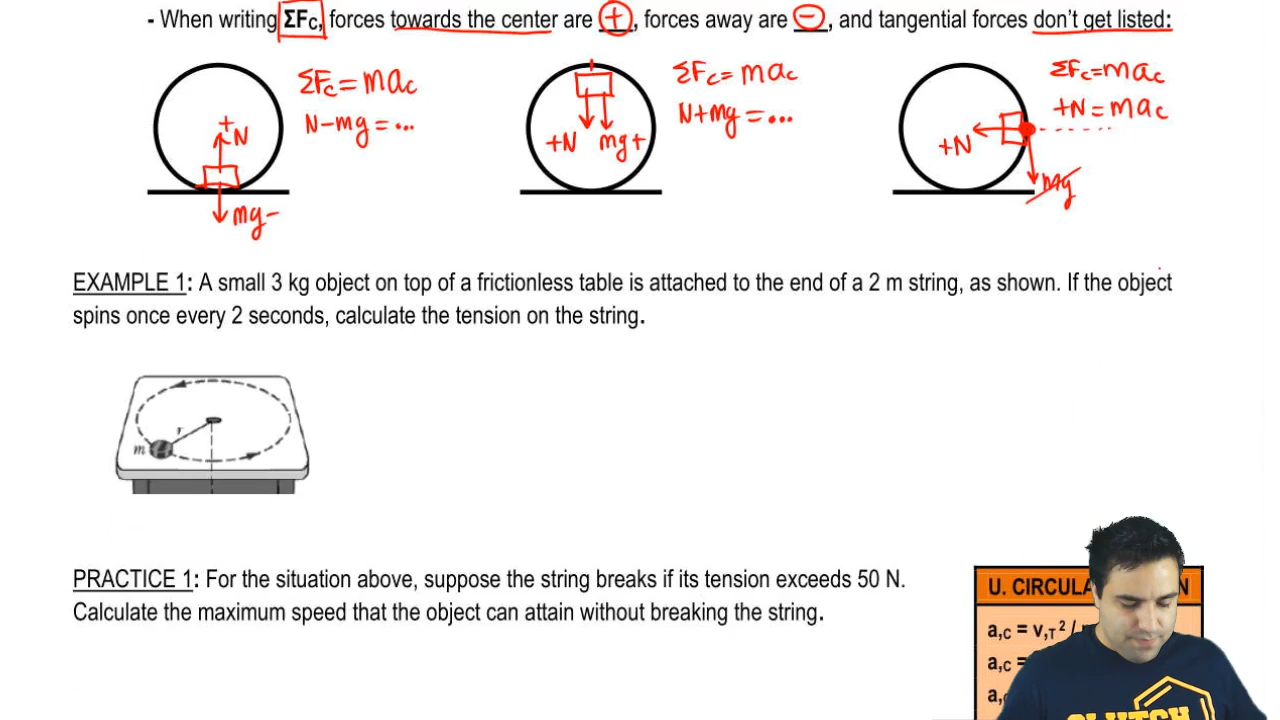 - When writing ΣFc, forces towards the center are +, forces away are –, and tangential forces don't get listed:
ΣFc = mac
N – mg = ...
+
N
mg –
ΣFc = mac
N + mg = ...
+N
mg+
ΣFc = mac
+N = mac
+N
mg
EXAMPLE 1: A small 3 kg object on top of a frictionless table is attached to the end of a 2 m string, as shown. If the object
spins once every 2 seconds, calculate the tension on the string.
r
m
PRACTICE 1: For the situation above, suppose the string breaks if its tension exceeds 50 N.
Calculate the maximum speed that the object can attain without breaking the string.
U. CIRCULA N
a,c = v,T² /
a,c =
a,
CLUTCH